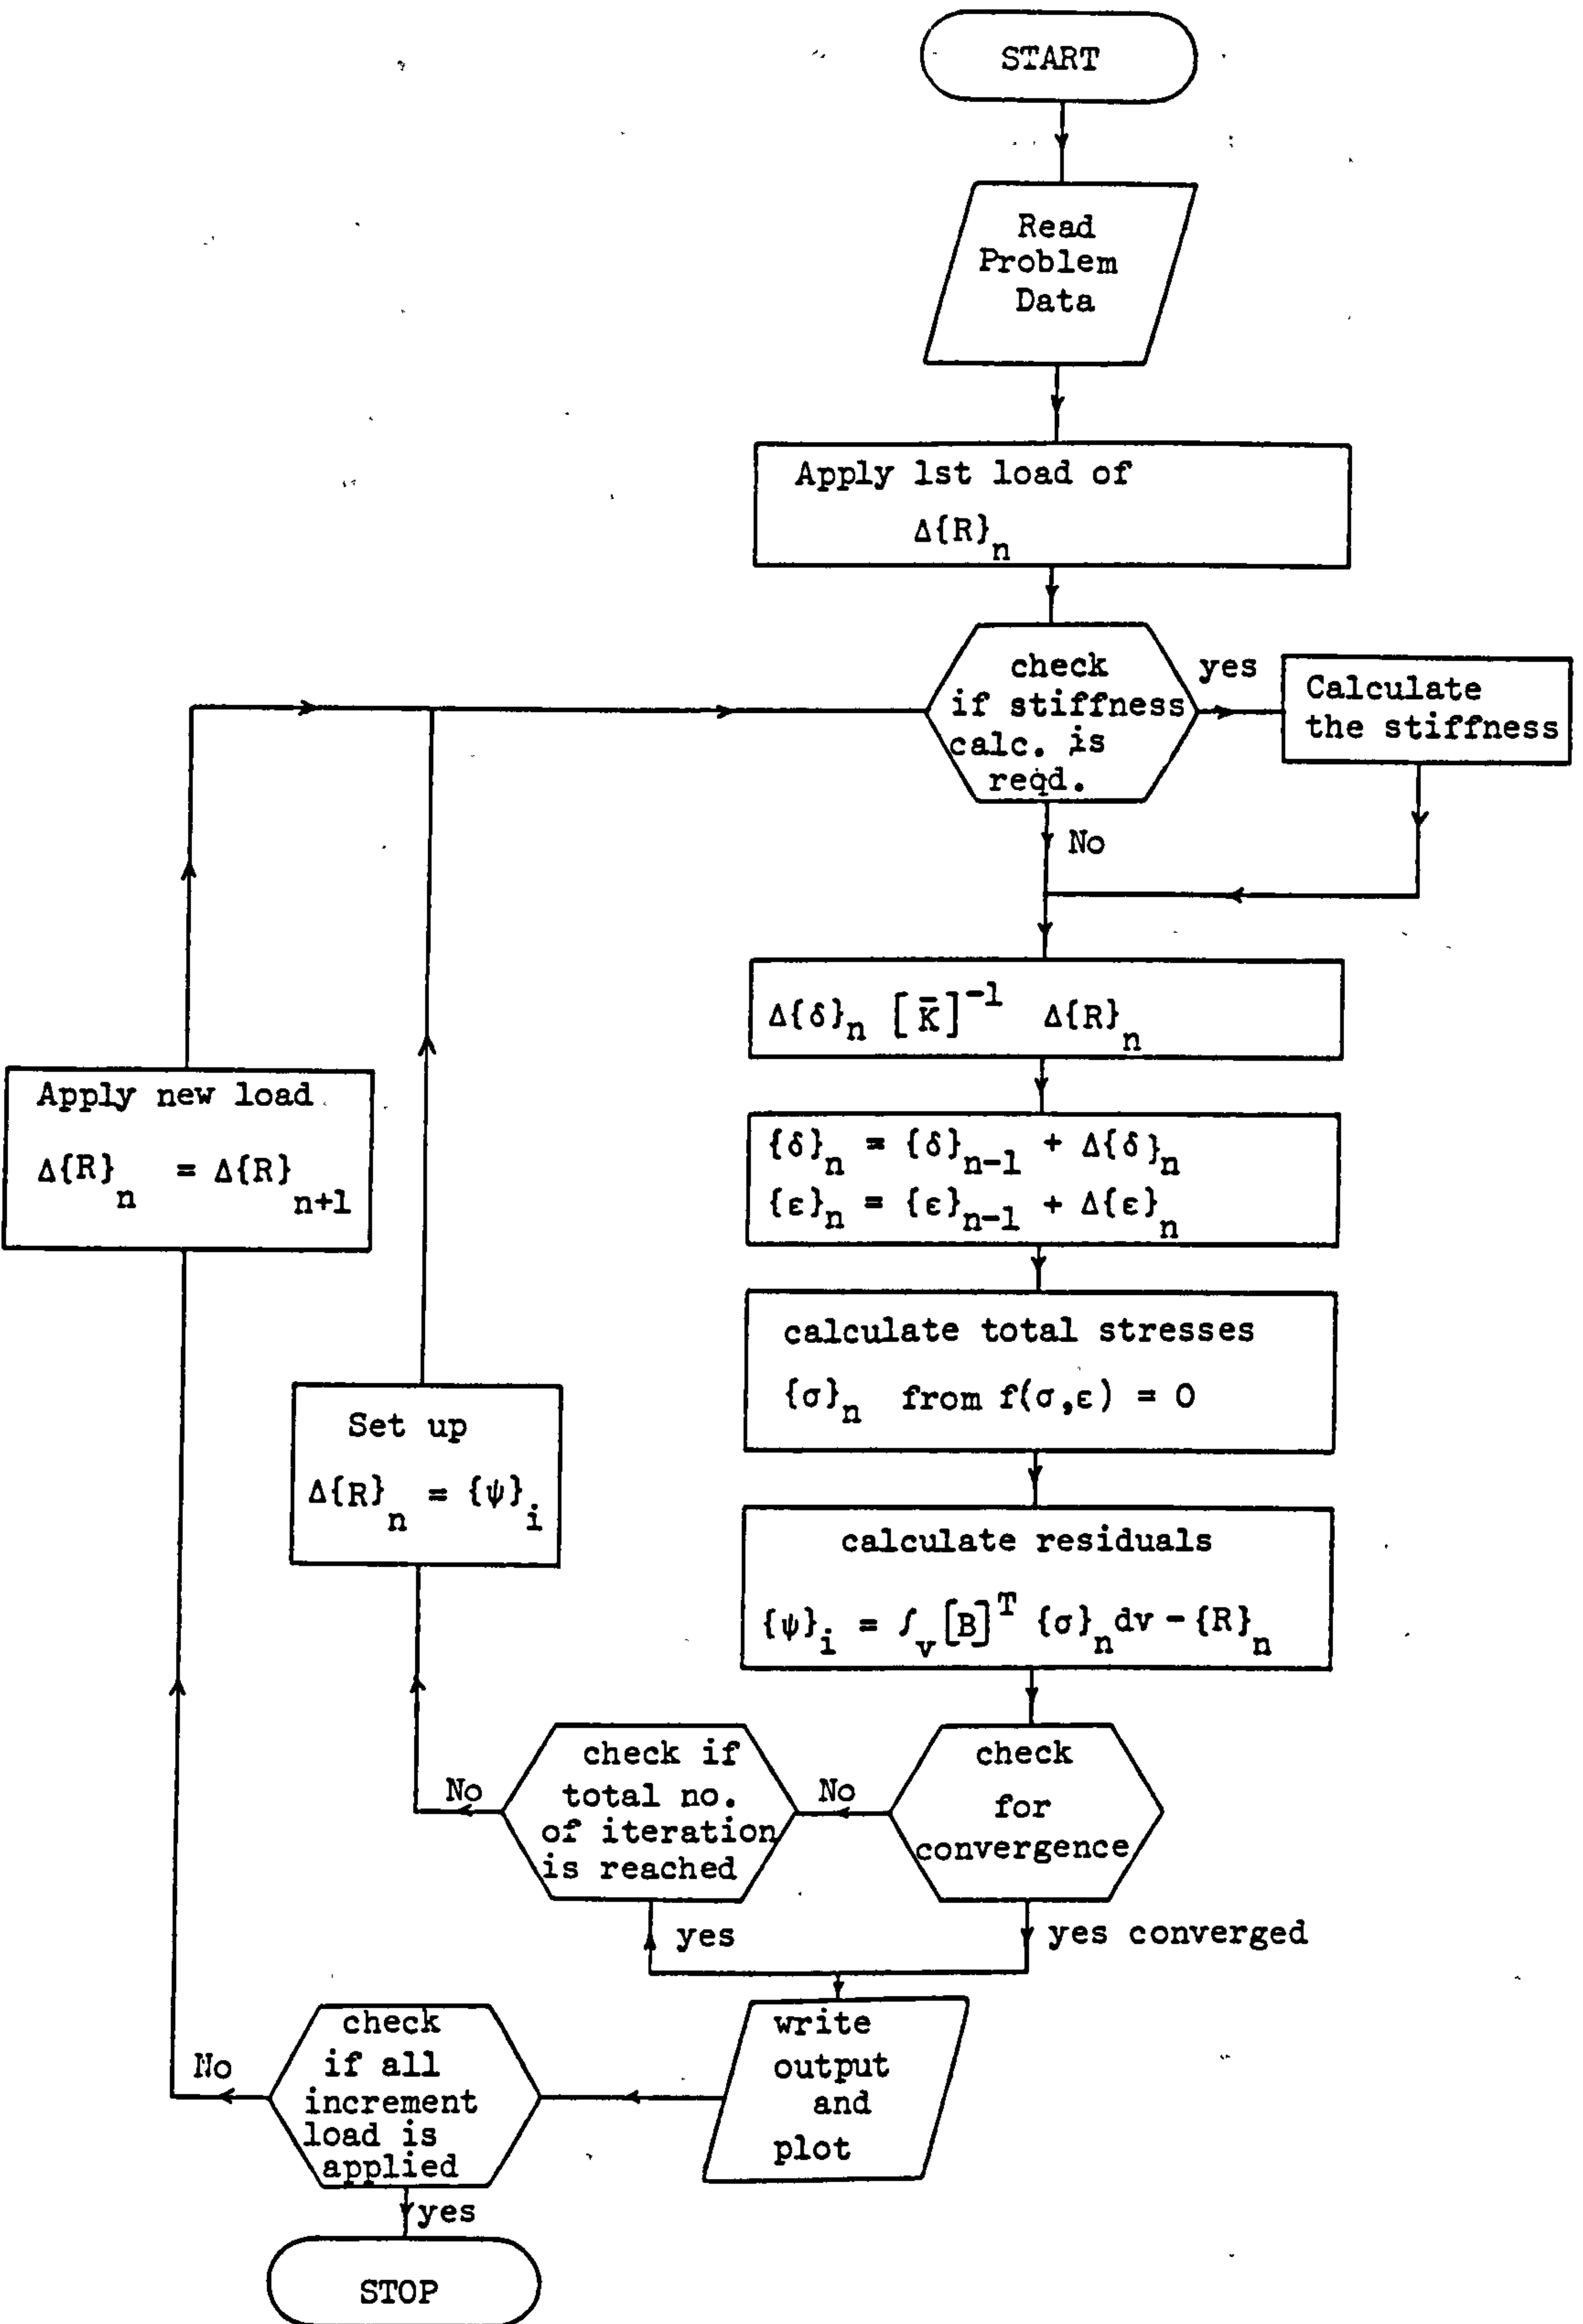 START
Read
Problem
Data
Apply 1st load of
Δ{R}n
check
if stiffness
calc. is
reqd.
yes
Calculate
the stiffness
No
Δ{δ}n [K̄]⁻¹ Δ{R}n
Apply new load
Δ{R}n = Δ{R}n+1
{δ}n = {δ}n-1 + Δ{δ}n
{ε}n = {ε}n-1 + Δ{ε}n
calculate total stresses
{σ}n from f(σ,ε) = 0
Set up
Δ{R}n = {ψ}i
calculate residuals
{ψ}i = ∫v [B]ᵀ {σ}n dv - {R}n
check
for
convergence
No
check if
total no.
of iteration
is reached
No
yes
yes converged
write
output
and
plot
check
if all
increment
load is
applied
No
yes
STOP